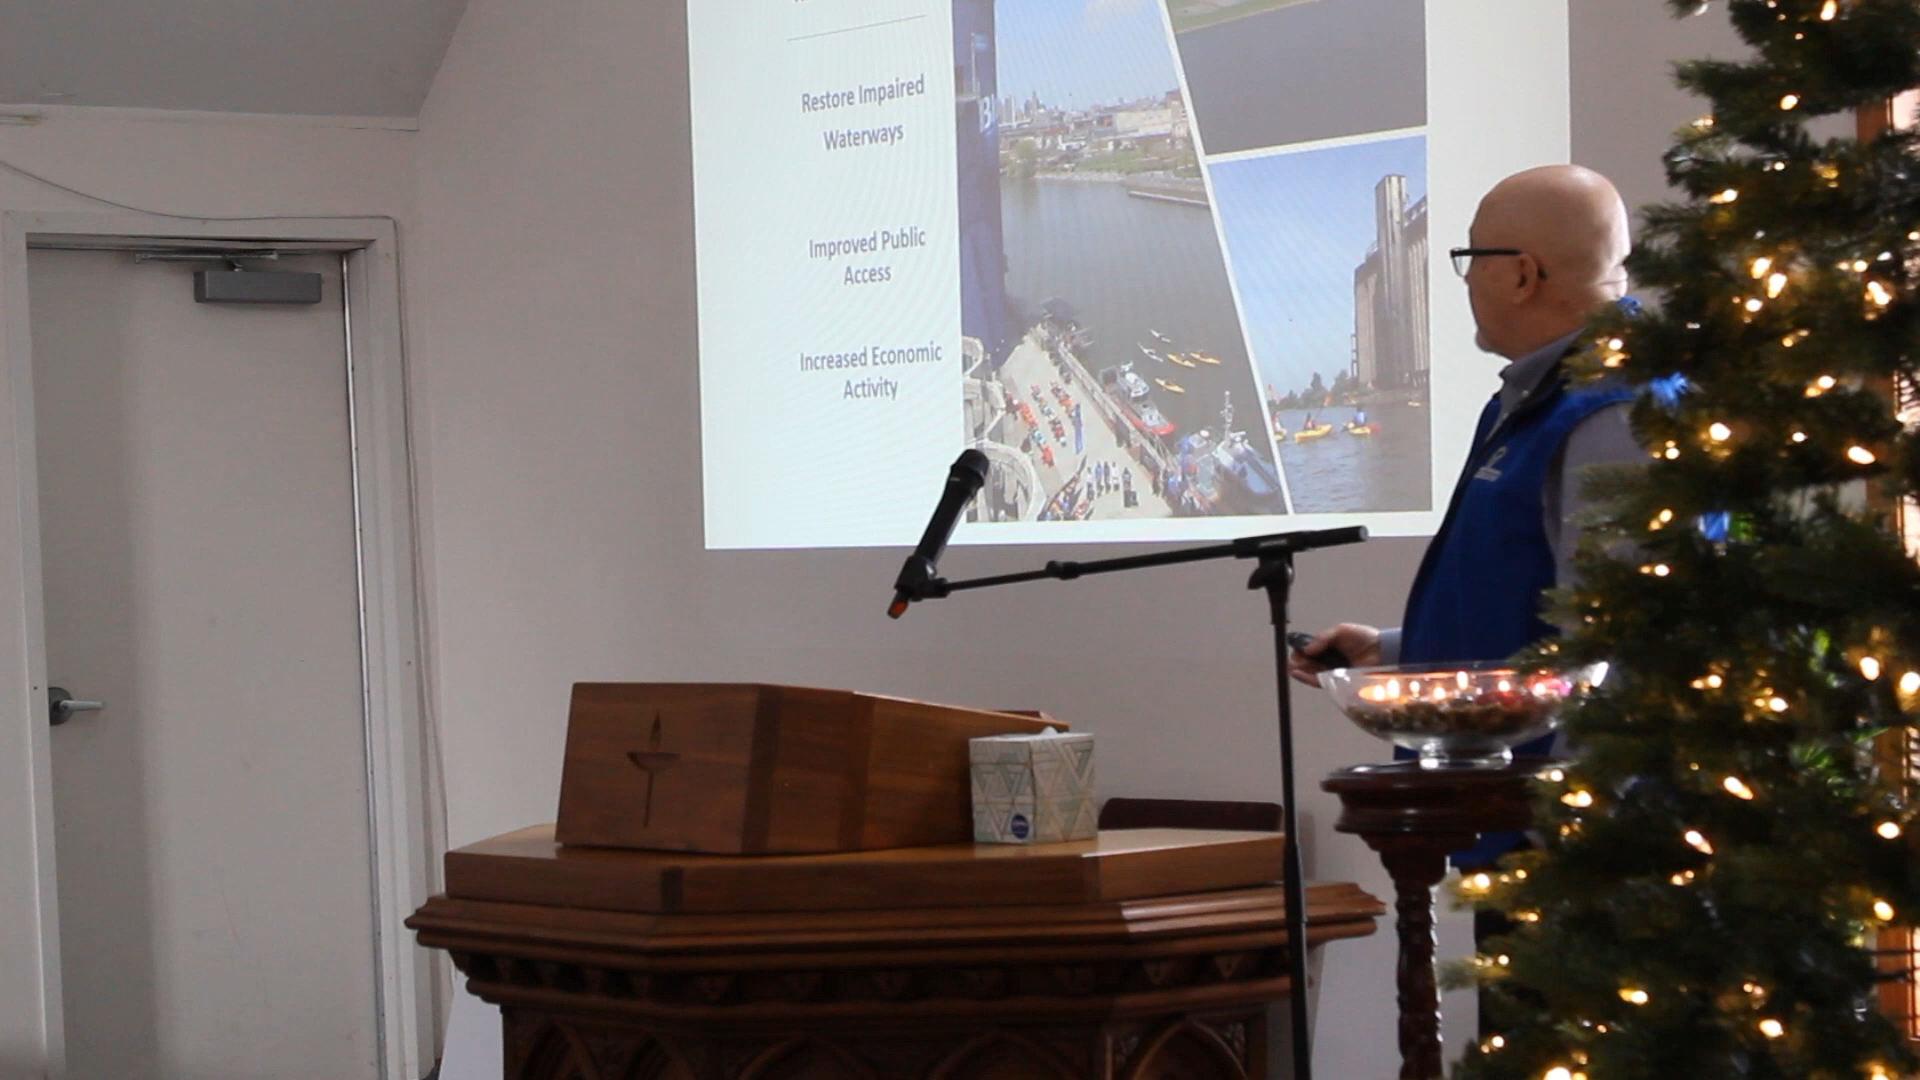 Restore Impaired
Waterways
Improved Public
Access
Increased Economic
Activity